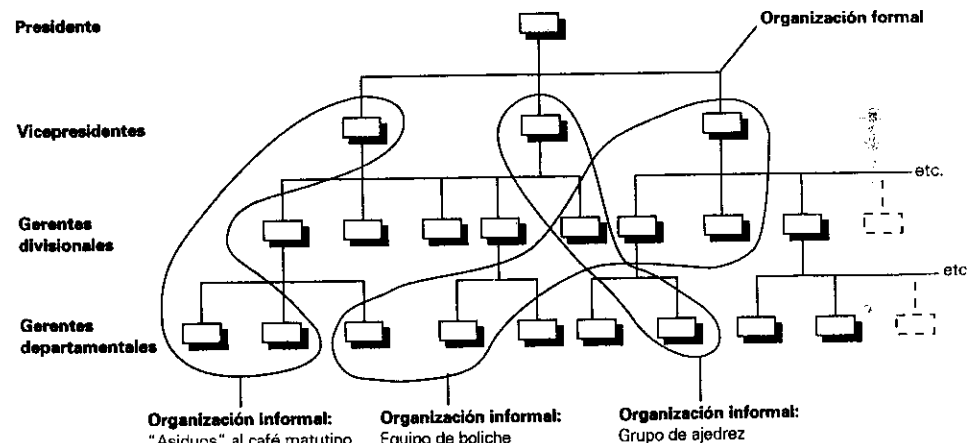 Presidente
Organización formal
Vicepresidentes
etc.
Gerentes
divisionales
etc
Gerentes
departamentales
Organización informal:
"Asiduos" al café matutino
Organización informal:
Equipo de boliche
Organización informal:
Grupo de ajedrez